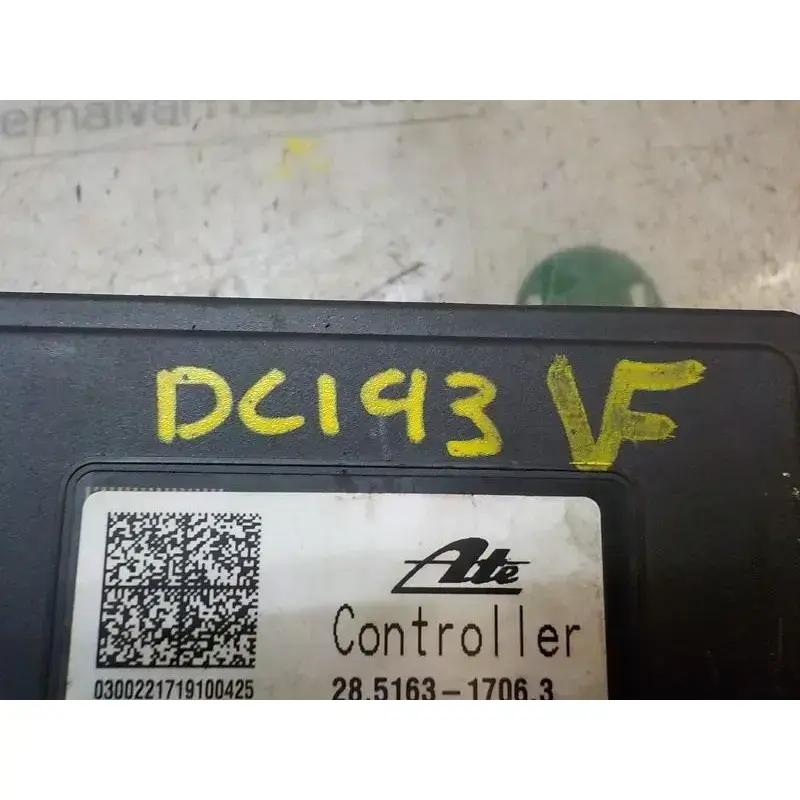 DC193 VF
Ate
Controller
0300221719100425
28.5163-1706.3